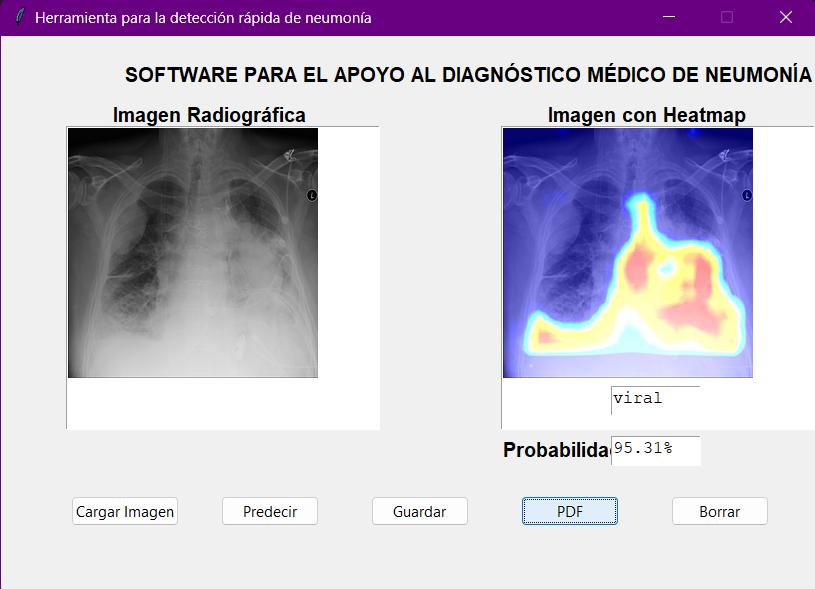 Herramienta para la detección rápida de neumonía
SOFTWARE PARA EL APOYO AL DIAGNÓSTICO MÉDICO DE NEUMONÍA
Imagen Radiográfica
Imagen con Heatmap
L
L
viral
Probabilida
95.31%
Cargar Imagen
Predecir
Guardar
PDF
Borrar